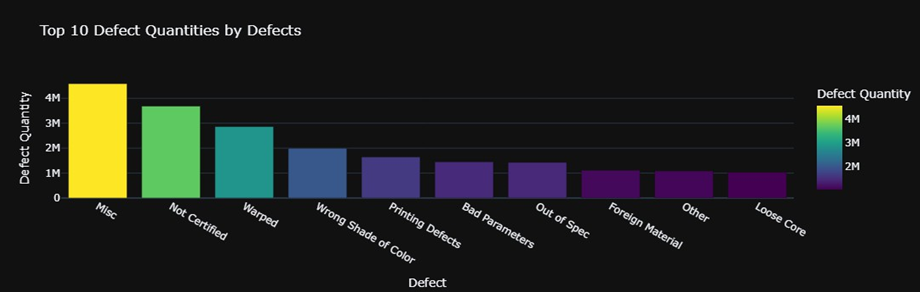 Top 10 Defect Quantities by Defects
Defect Quantity
4M
3M
2M
1M
0
Misc
Not Certified
Warped
Wrong Shade of Color
Printing Defects
Bad Parameters
Out of Spec
Foreign Material
Other
Loose Core
Defect
Defect Quantity
4M
3M
2M